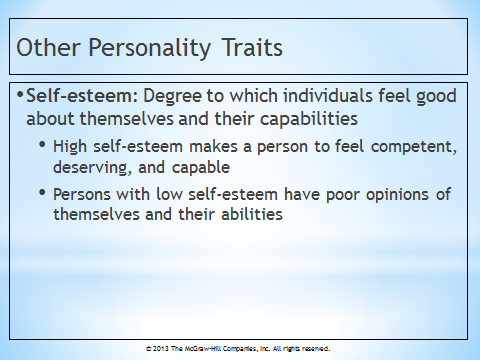 Other Personality Traits
•Self-esteem: Degree to which individuals feel good
about themselves and their capabilities
• High self-esteem makes a person to feel competent,
deserving, and capable
• Persons with low self-esteem have poor opinions of
themselves and their abilities
© 2013 The McGraw-Hill Companies, Inc. All rights reserved.